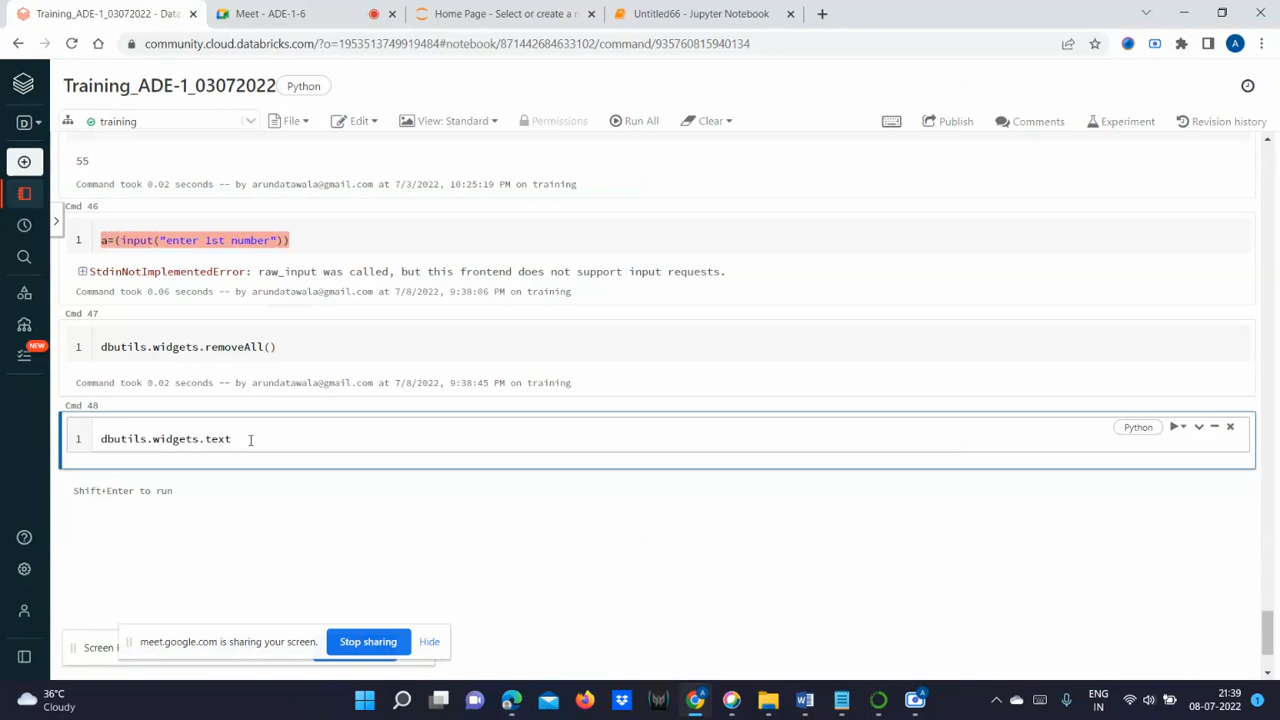 Training_ADE-1_03072022 - Data
Meet - ADE-1-6
Home Page - Select or create a n
Untitled66 - Jupyter Notebook
community.cloud.databricks.com/?o=1953513749919484#notebook/871442684633102/command/935760815940134
A
Training_ADE-1_03072022
Python
D
training
File
Edit
View: Standard
Permissions
Run All
Clear
Publish
Comments
Experiment
Revision history
55
Command took 0.02 seconds -- by arundatawala@gmail.com at 7/3/2022, 10:25:19 PM on training
Cmd 46
1 a=(input("enter 1st number"))
StdinNotImplementedError: raw_input was called, but this frontend does not support input requests.
Command took 0.06 seconds -- by arundatawala@gmail.com at 7/8/2022, 9:38:06 PM on training
Cmd 47
NEW
1 dbutils.widgets.removeAll()
Command took 0.02 seconds -- by arundatawala@gmail.com at 7/8/2022, 9:38:45 PM on training
Cmd 48
1 dbutils.widgets.text
Python
Shift+Enter to run
Screen
meet.google.com is sharing your screen.
Stop sharing
Hide
36°C
Cloudy
ENG
IN
21:39
08-07-2022
1